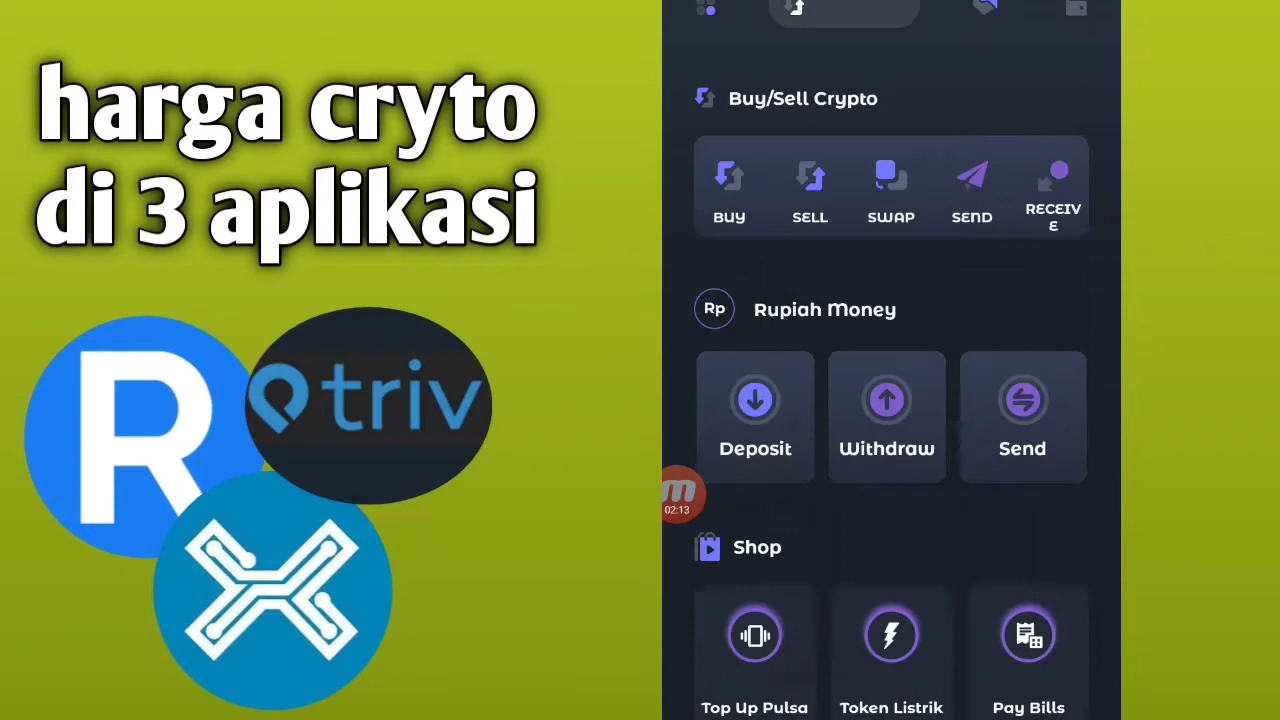 harga cryto
di 3 aplikasi
R
triv
Buy/Sell Crypto
BUY
SELL
SWAP
SEND
RECEIV
E
Rp
Rupiah Money
Deposit
Withdraw
Send
m
02:13
Shop
Top Up Pulsa
Token Listrik
Pay Bills